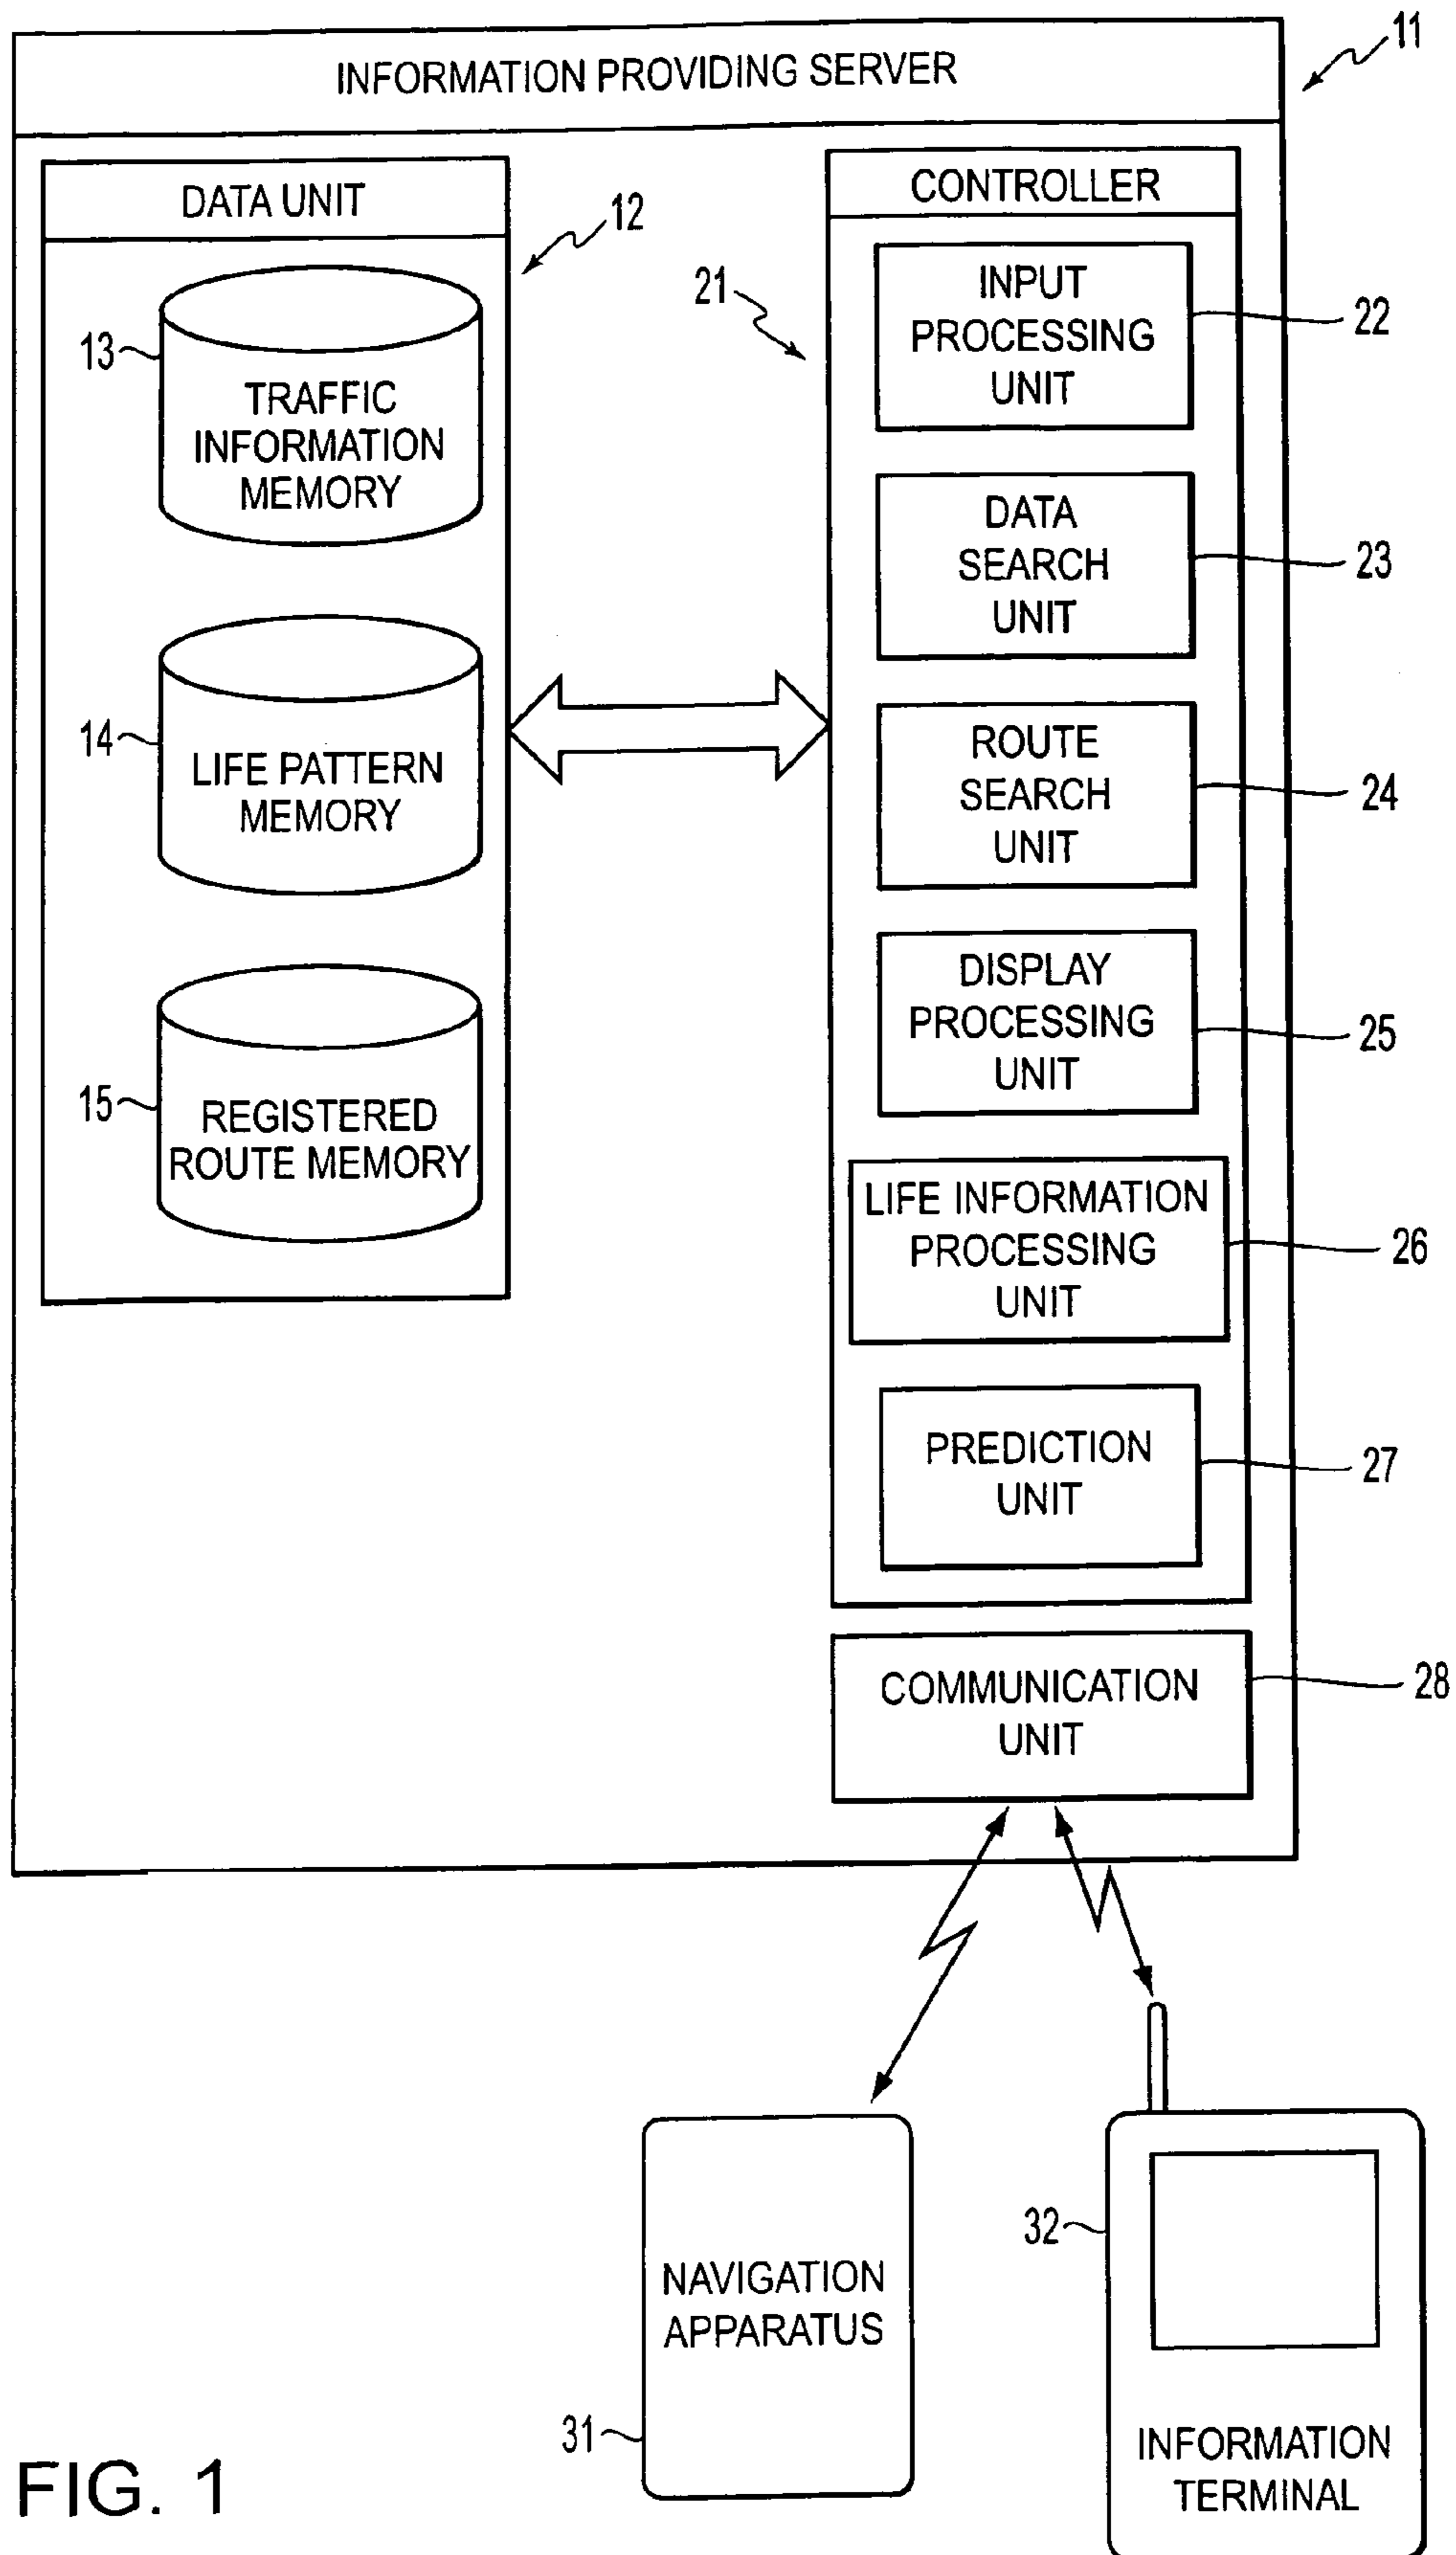 INFORMATION PROVIDING SERVER
11
DATA UNIT
12
13
TRAFFIC
INFORMATION
MEMORY
14
LIFE PATTERN
MEMORY
15
REGISTERED
ROUTE MEMORY
CONTROLLER
21
INPUT
PROCESSING
UNIT
22
DATA
SEARCH
UNIT
23
ROUTE
SEARCH
UNIT
24
DISPLAY
PROCESSING
UNIT
25
LIFE INFORMATION
PROCESSING
UNIT
26
PREDICTION
UNIT
27
COMMUNICATION
UNIT
28
NAVIGATION
APPARATUS
31
32
INFORMATION
TERMINAL
FIG. 1